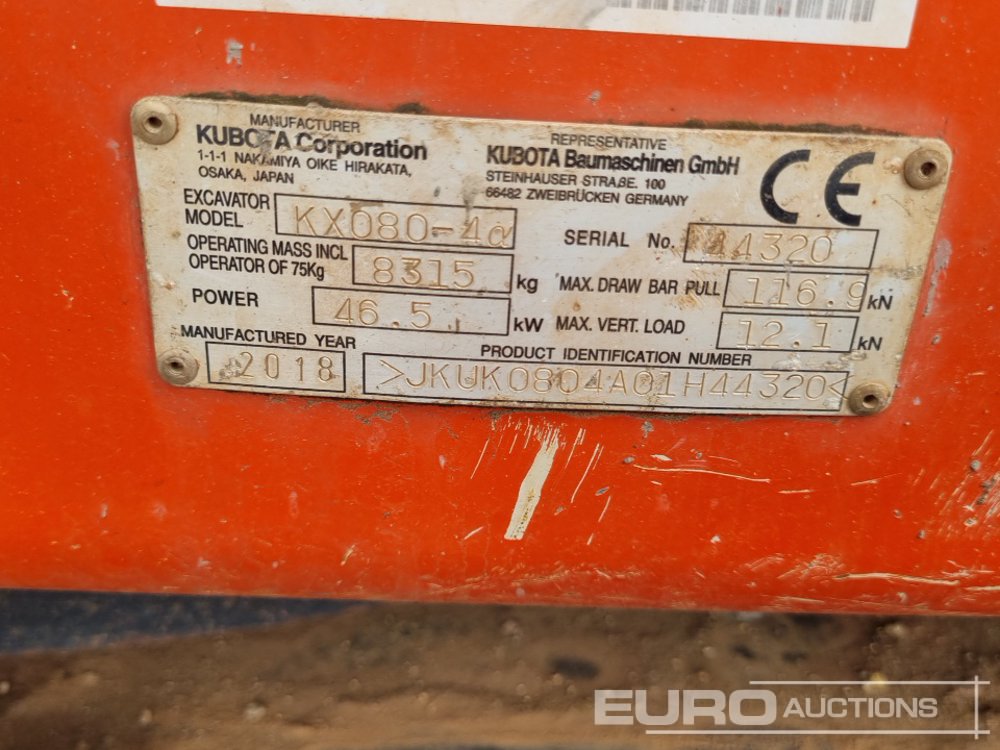 MANUFACTURER
KUBOTA Corporation
1-1-1 NAKAMIYA OIKE HIRAKATA,
OSAKA, JAPAN
REPRESENTATIVE
KUBOTA Baumaschinen GmbH
STEINHAUSER STRAßE. 100
66482 ZWEIBRÜCKEN GERMANY
CE
EXCAVATOR MODEL KX080-4α
SERIAL No. 44320
OPERATING MASS INCL
OPERATOR OF 75Kg 8315 kg
MAX. DRAW BAR PULL 116.9 kN
POWER 46.5 kW
MAX. VERT. LOAD 12.1 kN
MANUFACTURED YEAR
2018
PRODUCT IDENTIFICATION NUMBER
>JKUK0804A01H44320<
EURO AUCTIONS